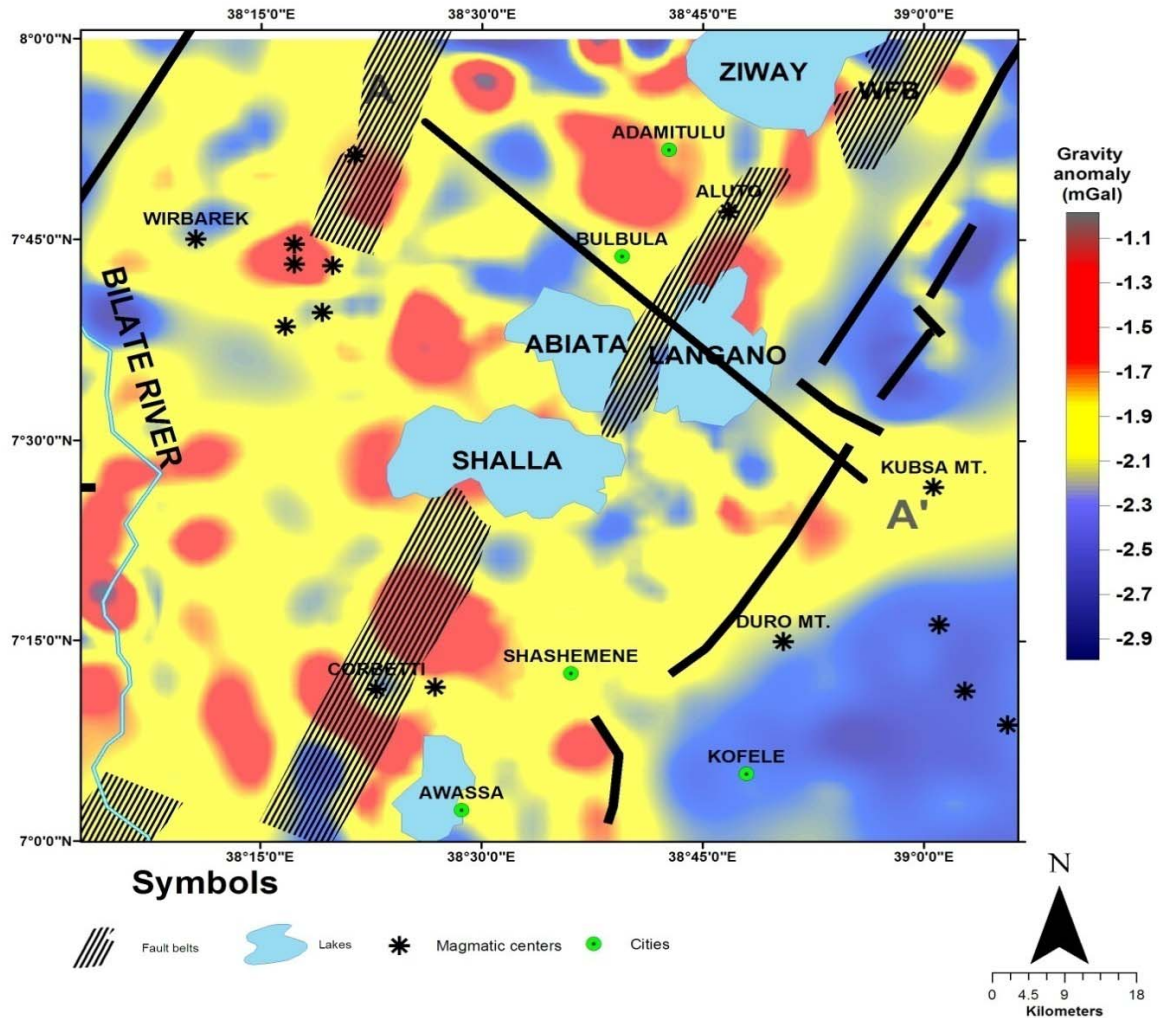 38°15'0"E
38°30'0"E
38°45'0"E
39°0'0"E
8°0'0"N
ZIWAY
A
WFB
ADAMITULU
Gravity
anomaly
(mGal)
ALUTO
WIRBAREK
-1.1
7°45'0"N
BULBULA
-1.3
BILATE RIVER
-1.5
ABIATA
LANGANO
-1.7
-1.9
7°30'0"N
SHALLA
KUBSA MT.
-2.1
A'
-2.3
-2.5
-2.7
7°15'0"N
DURO MT.
-2.9
SHASHEMENE
CORBETTI
KOFELE
AWASSA
7°0'0"N
38°15'0"E
38°30'0"E
38°45'0"E
39°0'0"E
Symbols
N
Fault belts
Lakes
Magmatic centers
Cities
0 4.5 9 18
Kilometers